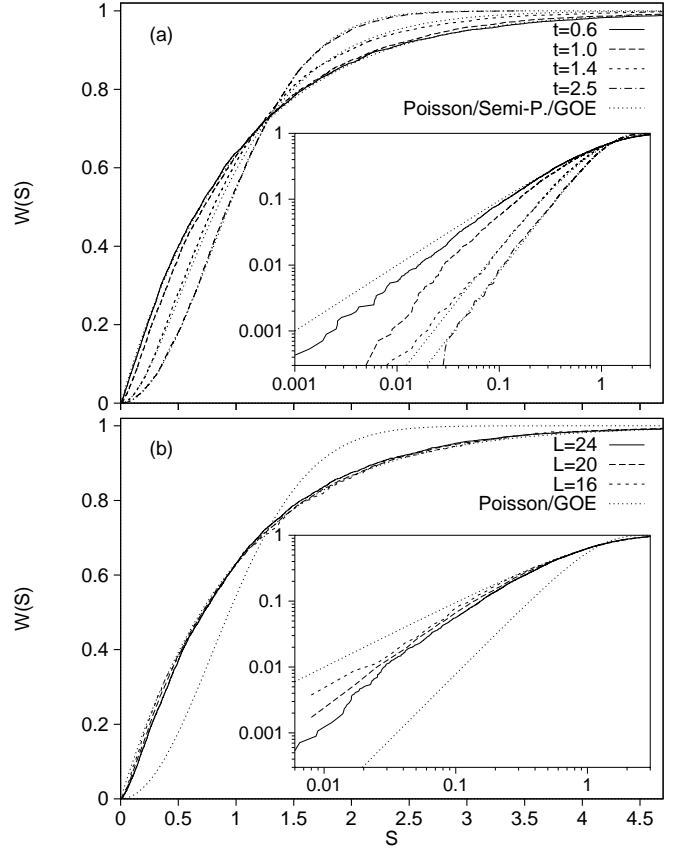 1
(a)
t=0.6
t=1.0
t=1.4
t=2.5
Poisson/Semi-P./GOE
0.8
0.6
0.4
0.2
0
W(S)
1
0.1
0.01
0.001
0.001
0.01
0.1
1
1
(b)
L=24
L=20
L=16
Poisson/GOE
0.8
0.6
0.4
0.2
0
W(S)
1
0.1
0.01
0.001
0.01
0.1
1
0 0.5 1 1.5 2 2.5 3 3.5 4 4.5
S